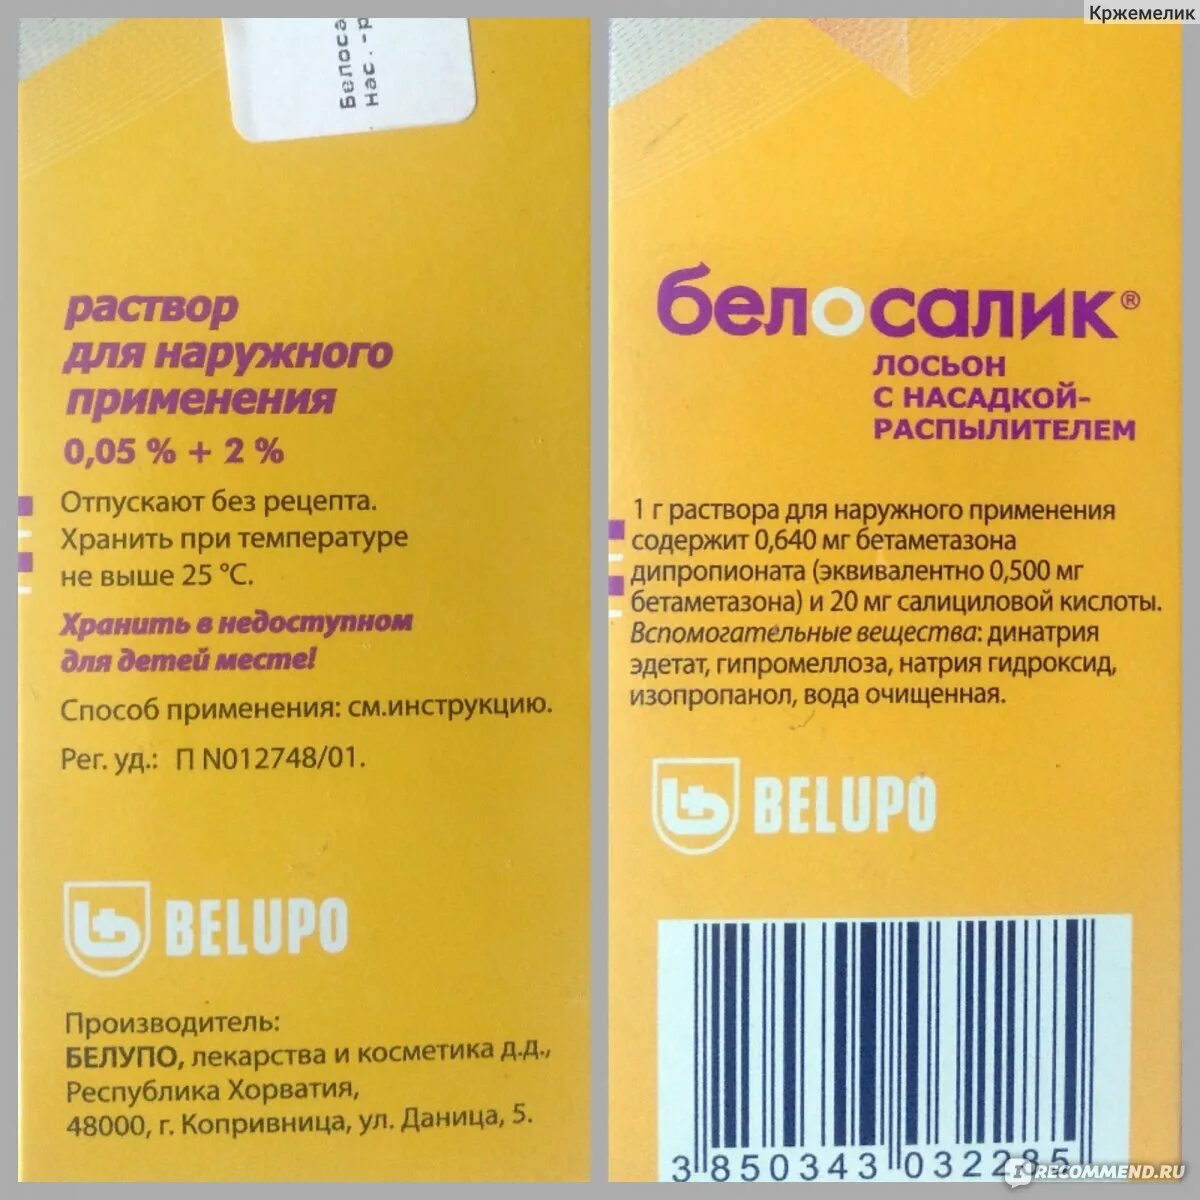 Кржемелик
Белоса
нас.-р
раствор
для наружного
применения
0,05 % + 2 %
Отпускают без рецепта.
Хранить при температуре
не выше 25 °C.
Хранить в недоступном
для детей месте!
Способ применения: см.инструкцию.
Рег. уд.: П N012748/01.
BELUPO
Производитель:
БЕЛУПО, лекарства и косметика д.д.,
Республика Хорватия,
48000, г. Копривница, ул. Даница, 5.
белосалик®
ЛОСЬОН
С НАСАДКОЙ-
РАСПЫЛИТЕЛЕМ
1 г раствора для наружного применения
содержит 0,640 мг бетаметазона
дипропионата (эквивалентно 0,500 мг
бетаметазона) и 20 мг салициловой кислоты.
Вспомогательные вещества: динатрия
эдетат, гипромеллоза, натрия гидроксид,
изопропанол, вода очищенная.
BELUPO
3 850343 032285
IRECOMMEND.RU